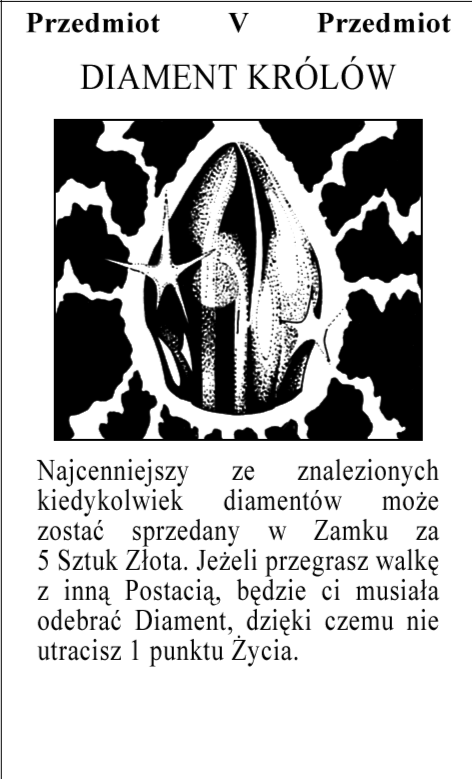 Przedmiot V Przedmiot
DIAMENT KRÓLÓW
Najcenniejszy ze znalezionych
kiedykolwiek diamentów może
zostać sprzedany w Zamku za
5 Sztuk Złota. Jeżeli przegrasz walkę
z inną Postacią, będzie ci musiała
odebrać Diament, dzięki czemu nie
utracisz 1 punktu Życia.